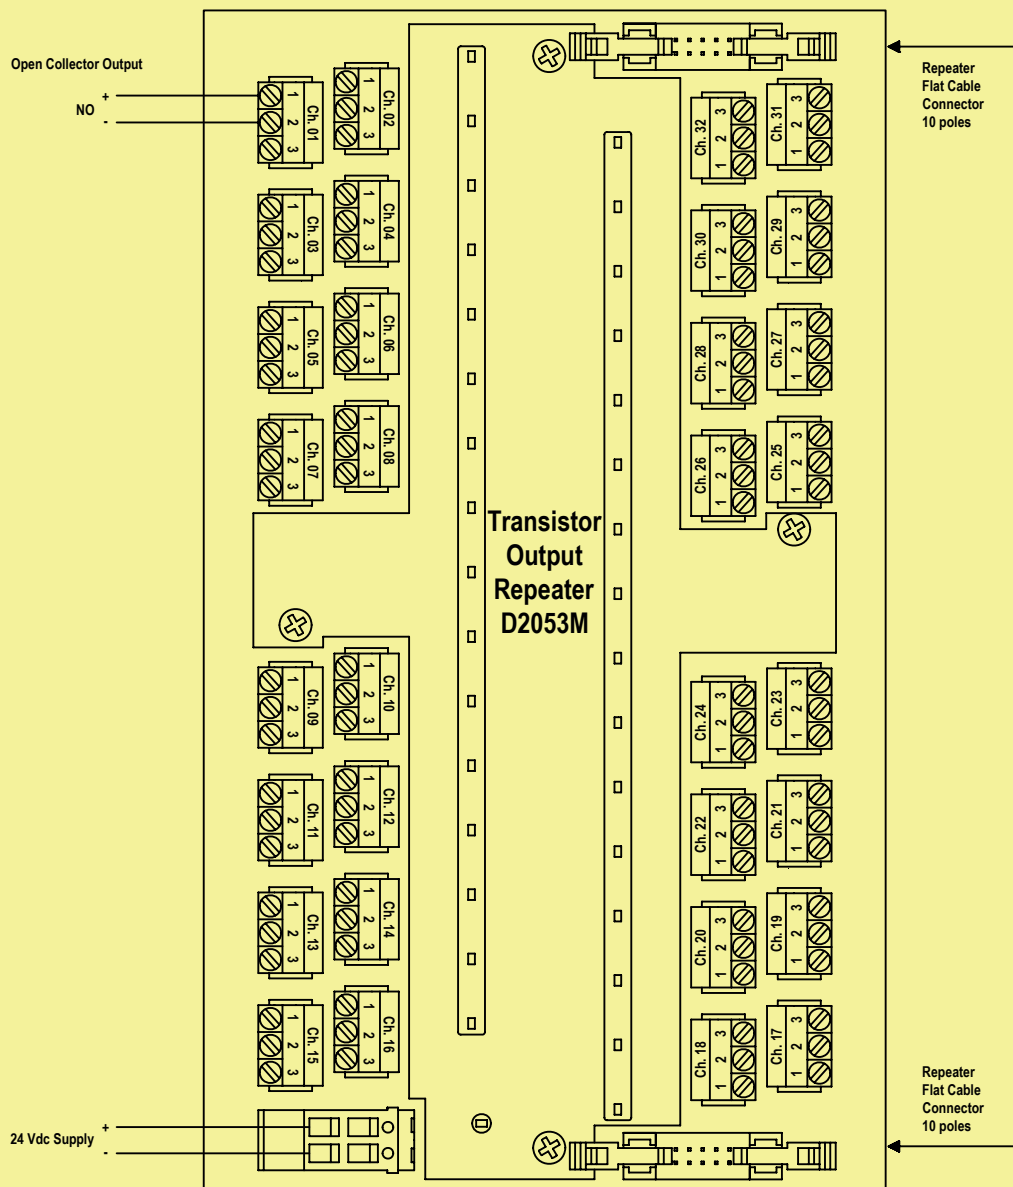 Open Collector Output
+
NO
-
1
2
3
Ch. 01
1
2
3
Ch. 02
1
2
3
Ch. 03
1
2
3
Ch. 04
1
2
3
Ch. 05
1
2
3
Ch. 06
1
2
3
Ch. 07
1
2
3
Ch. 08
1
2
3
Ch. 09
1
2
3
Ch. 10
1
2
3
Ch. 11
1
2
3
Ch. 12
1
2
3
Ch. 13
1
2
3
Ch. 14
1
2
3
Ch. 15
1
2
3
Ch. 16
24 Vdc Supply
+
-
Transistor
Output
Repeater
D2053M
Ch. 32
3
2
1
Ch. 31
3
2
1
Ch. 30
3
2
1
Ch. 29
3
2
1
Ch. 28
3
2
1
Ch. 27
3
2
1
Ch. 26
3
2
1
Ch. 25
3
2
1
Ch. 24
3
2
1
Ch. 23
3
2
1
Ch. 22
3
2
1
Ch. 21
3
2
1
Ch. 20
3
2
1
Ch. 19
3
2
1
Ch. 18
3
2
1
Ch. 17
3
2
1
Repeater
Flat Cable
Connector
10 poles
Repeater
Flat Cable
Connector
10 poles